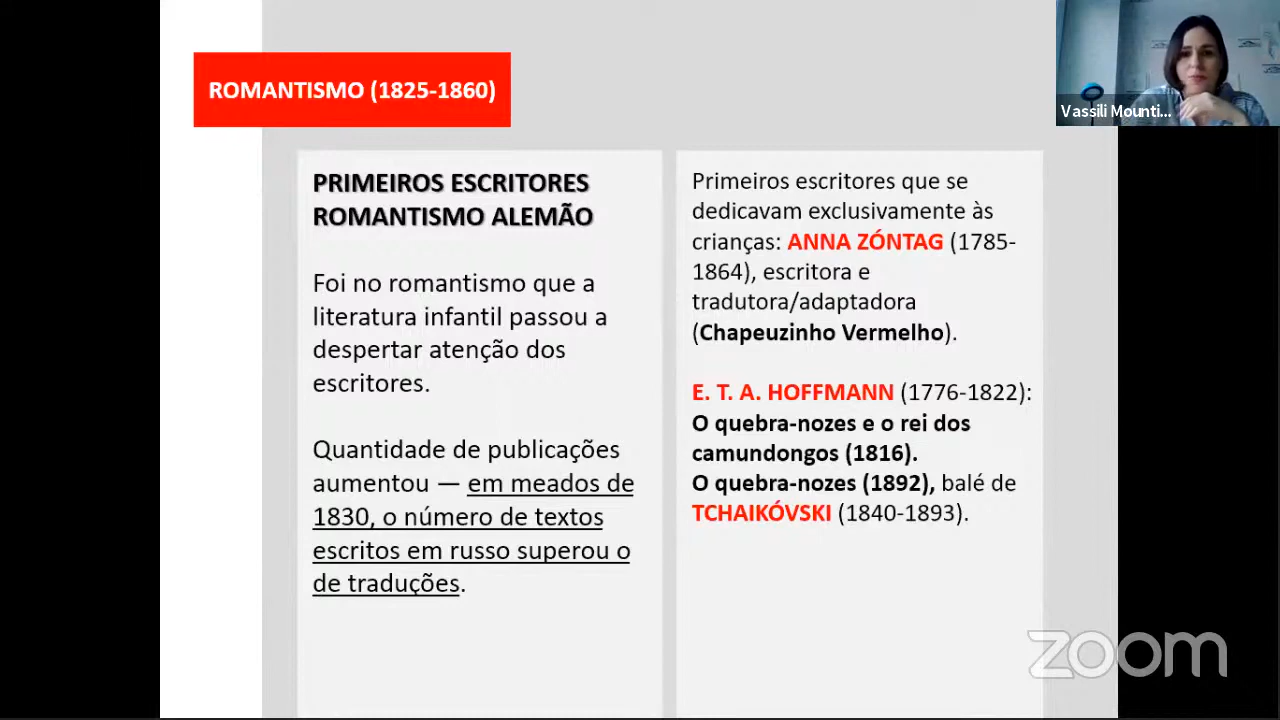 ROMANTISMO (1825-1860)
Vassili Mounti...
PRIMEIROS ESCRITORES
ROMANTISMO ALEMÃO
Foi no romantismo que a
literatura infantil passou a
despertar atenção dos
escritores.
Quantidade de publicações
aumentou — em meados de
1830, o número de textos
escritos em russo superou o
de traduções.
Primeiros escritores que se
dedicavam exclusivamente às
crianças: ANNA ZÓNTAG (1785-
1864), escritora e
tradutora/adaptadora
(Chapeuzinho Vermelho).
E. T. A. HOFFMANN (1776-1822):
O quebra-nozes e o rei dos
camundongos (1816).
O quebra-nozes (1892), balé de
TCHAIKÓVSKI (1840-1893).
zoom